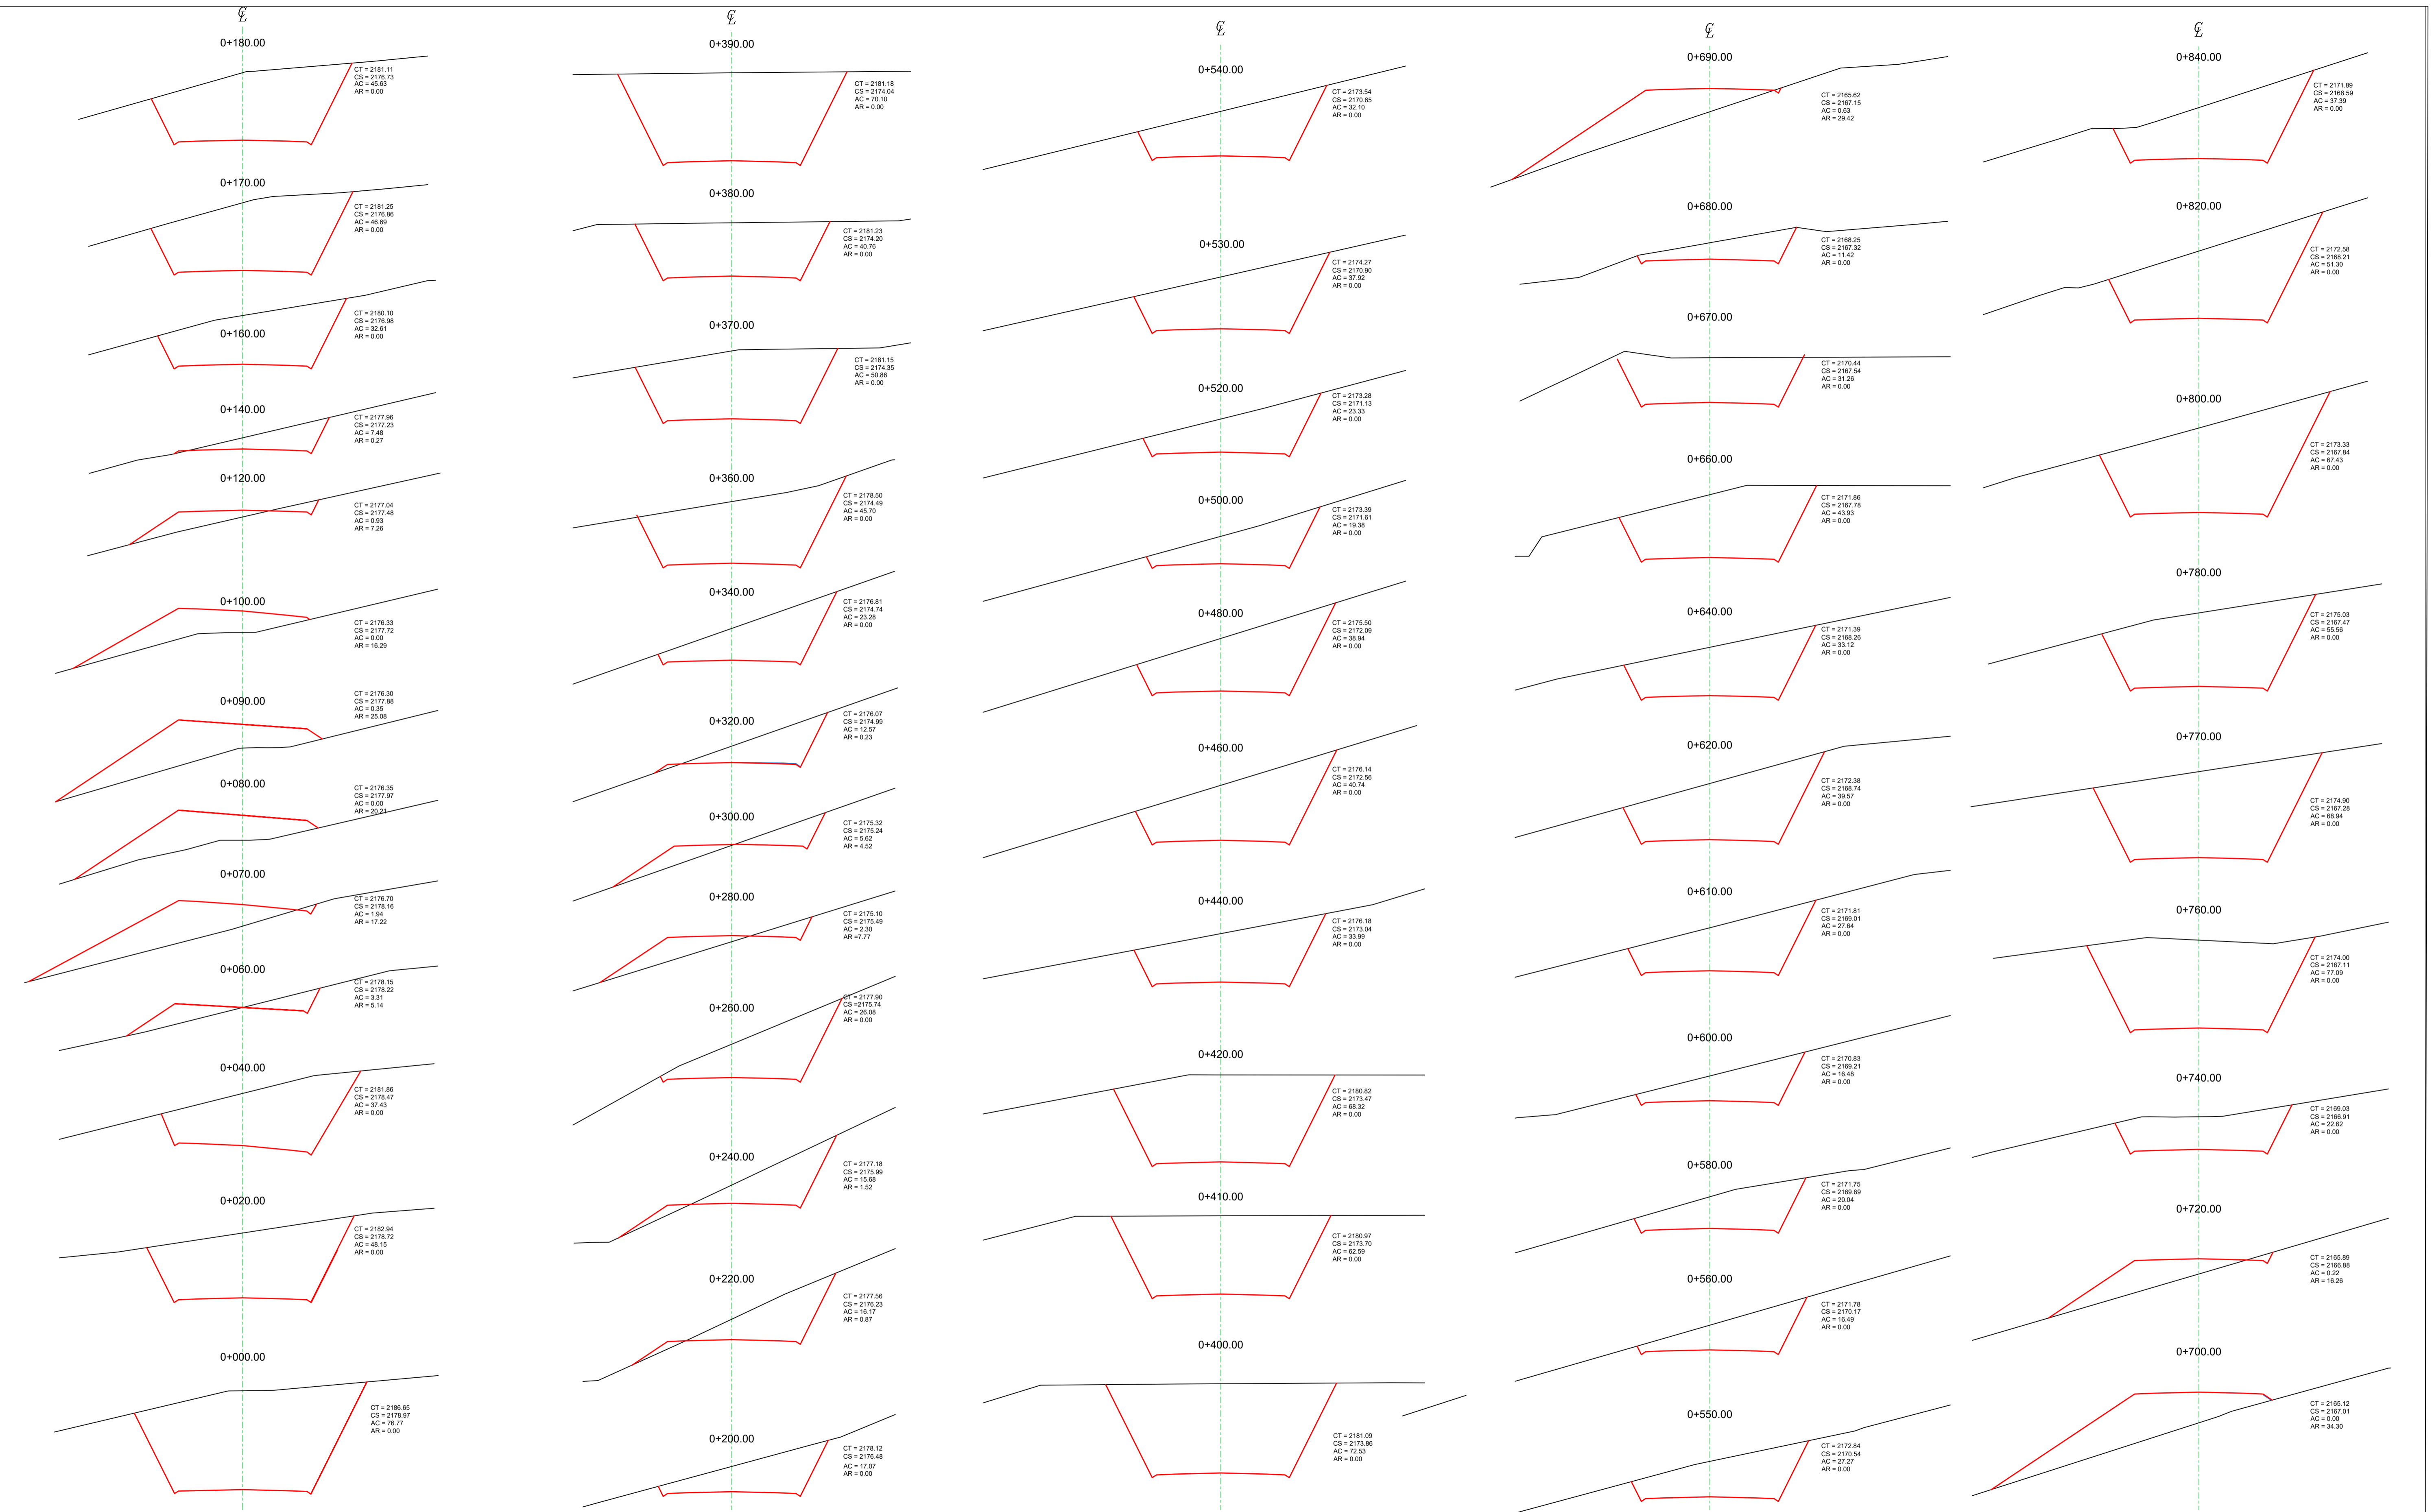 ℄
0+180.00
CT = 2181.11
CS = 2176.73
AC = 45.63
AR = 0.00
0+170.00
CT = 2181.25
CS = 2176.86
AC = 46.69
AR = 0.00
0+160.00
CT = 2180.10
CS = 2176.98
AC = 32.61
AR = 0.00
0+140.00
CT = 2177.96
CS = 2177.23
AC = 7.48
AR = 0.27
0+120.00
CT = 2177.04
CS = 2177.48
AC = 0.93
AR = 7.26
0+100.00
CT = 2176.33
CS = 2177.72
AC = 0.00
AR = 16.29
0+090.00
CT = 2176.30
CS = 2177.88
AC = 0.35
AR = 25.08
0+080.00
CT = 2176.35
CS = 2177.97
AC = 0.00
AR = 20.21
0+070.00
CT = 2176.70
CS = 2178.16
AC = 1.94
AR = 17.22
0+060.00
CT = 2178.15
CS = 2178.22
AC = 3.31
AR = 5.14
0+040.00
CT = 2181.86
CS = 2178.47
AC = 37.43
AR = 0.00
0+020.00
CT = 2182.94
CS = 2178.72
AC = 48.15
AR = 0.00
0+000.00
CT = 2186.65
CS = 2178.97
AC = 76.77
AR = 0.00
℄
0+390.00
CT = 2181.18
CS = 2174.04
AC = 70.10
AR = 0.00
0+380.00
CT = 2181.23
CS = 2174.20
AC = 40.76
AR = 0.00
0+370.00
CT = 2181.15
CS = 2174.35
AC = 50.86
AR = 0.00
0+360.00
CT = 2178.50
CS = 2174.49
AC = 45.70
AR = 0.00
0+340.00
CT = 2176.81
CS = 2174.74
AC = 23.28
AR = 0.00
0+320.00
CT = 2176.07
CS = 2174.99
AC = 12.57
AR = 0.23
0+300.00
CT = 2175.32
CS = 2175.24
AC = 5.62
AR = 4.52
0+280.00
CT = 2175.10
CS = 2175.49
AC = 2.30
AR =7.77
0+260.00
CT = 2177.90
CS =2175.74
AC = 26.08
AR = 0.00
0+240.00
CT = 2177.18
CS = 2175.99
AC = 15.68
AR = 1.52
0+220.00
CT = 2177.56
CS = 2176.23
AC = 16.17
AR = 0.87
0+200.00
CT = 2178.12
CS = 2176.48
AC = 17.07
AR = 0.00
℄
0+540.00
CT = 2173.54
CS = 2170.65
AC = 32.10
AR = 0.00
0+530.00
CT = 2174.27
CS = 2170.90
AC = 37.92
AR = 0.00
0+520.00
CT = 2173.28
CS = 2171.13
AC = 23.33
AR = 0.00
0+500.00
CT = 2173.39
CS = 2171.61
AC = 19.38
AR = 0.00
0+480.00
CT = 2175.50
CS = 2172.09
AC = 38.94
AR = 0.00
0+460.00
CT = 2176.14
CS = 2172.56
AC = 40.74
AR = 0.00
0+440.00
CT = 2176.18
CS = 2173.04
AC = 33.99
AR = 0.00
0+420.00
CT = 2180.82
CS = 2173.47
AC = 68.32
AR = 0.00
0+410.00
CT = 2180.97
CS = 2173.70
AC = 62.59
AR = 0.00
0+400.00
CT = 2181.09
CS = 2173.86
AC = 72.53
AR = 0.00
℄
0+690.00
CT = 2165.62
CS = 2167.15
AC = 0.63
AR = 29.42
0+680.00
CT = 2168.25
CS = 2167.32
AC = 11.42
AR = 0.00
0+670.00
CT = 2170.44
CS = 2167.54
AC = 31.26
AR = 0.00
0+660.00
CT = 2171.86
CS = 2167.78
AC = 43.93
AR = 0.00
0+640.00
CT = 2171.39
CS = 2168.26
AC = 33.12
AR = 0.00
0+620.00
CT = 2172.38
CS = 2168.74
AC = 39.57
AR = 0.00
0+610.00
CT = 2171.81
CS = 2169.01
AC = 27.64
AR = 0.00
0+600.00
CT = 2170.83
CS = 2169.21
AC = 16.48
AR = 0.00
0+580.00
CT = 2171.75
CS = 2169.69
AC = 20.04
AR = 0.00
0+560.00
CT = 2171.78
CS = 2170.17
AC = 16.49
AR = 0.00
0+550.00
CT = 2172.84
CS = 2170.54
AC = 27.27
AR = 0.00
℄
0+840.00
CT = 2171.89
CS = 2168.59
AC = 37.39
AR = 0.00
0+820.00
CT = 2172.58
CS = 2168.21
AC = 51.30
AR = 0.00
0+800.00
CT = 2173.33
CS = 2167.84
AC = 67.43
AR = 0.00
0+780.00
CT = 2175.03
CS = 2167.47
AC = 55.56
AR = 0.00
0+770.00
CT = 2174.90
CS = 2167.28
AC = 68.94
AR = 0.00
0+760.00
CT = 2174.00
CS = 2167.11
AC = 77.09
AR = 0.00
0+740.00
CT = 2169.03
CS = 2166.91
AC = 22.62
AR = 0.00
0+720.00
CT = 2165.89
CS = 2166.88
AC = 0.22
AR = 16.26
0+700.00
CT = 2165.12
CS = 2167.01
AC = 0.00
AR = 34.30